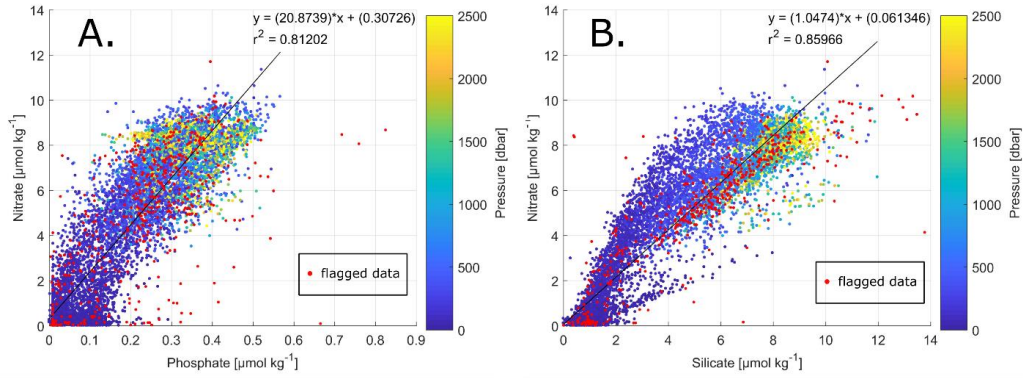 A.
y = (20.8739)*x + (0.30726)
r² = 0.81202
Nitrate [µmol kg⁻¹]
14
12
10
8
6
4
2
0
0 0.1 0.2 0.3 0.4 0.5 0.6 0.7 0.8 0.9
Phosphate [µmol kg⁻¹]
flagged data
2500
2000
1500
1000
500
0
Pressure [dbar]
B.
y = (1.0474)*x + (0.061346)
r² = 0.85966
Nitrate [µmol kg⁻¹]
14
12
10
8
6
4
2
0
0 2 4 6 8 10 12 14
Silicate [µmol kg⁻¹]
flagged data
2500
2000
1500
1000
500
0
Pressure [dbar]